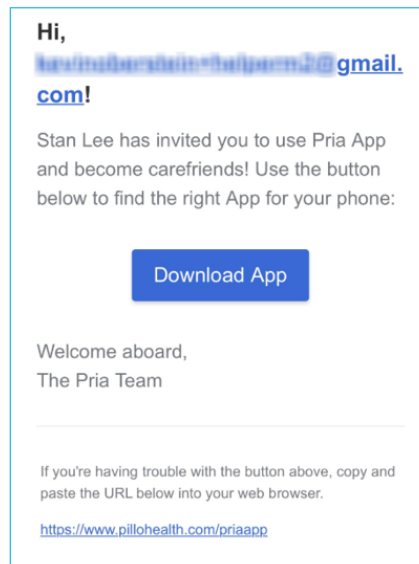 Hi,
gmail.
com!
Stan Lee has invited you to use Pria App
and become carefriends! Use the button
below to find the right App for your phone:
Download App
Welcome aboard,
The Pria Team
If you're having trouble with the button above, copy and
paste the URL below into your web browser.
https://www.pillohealth.com/priaapp